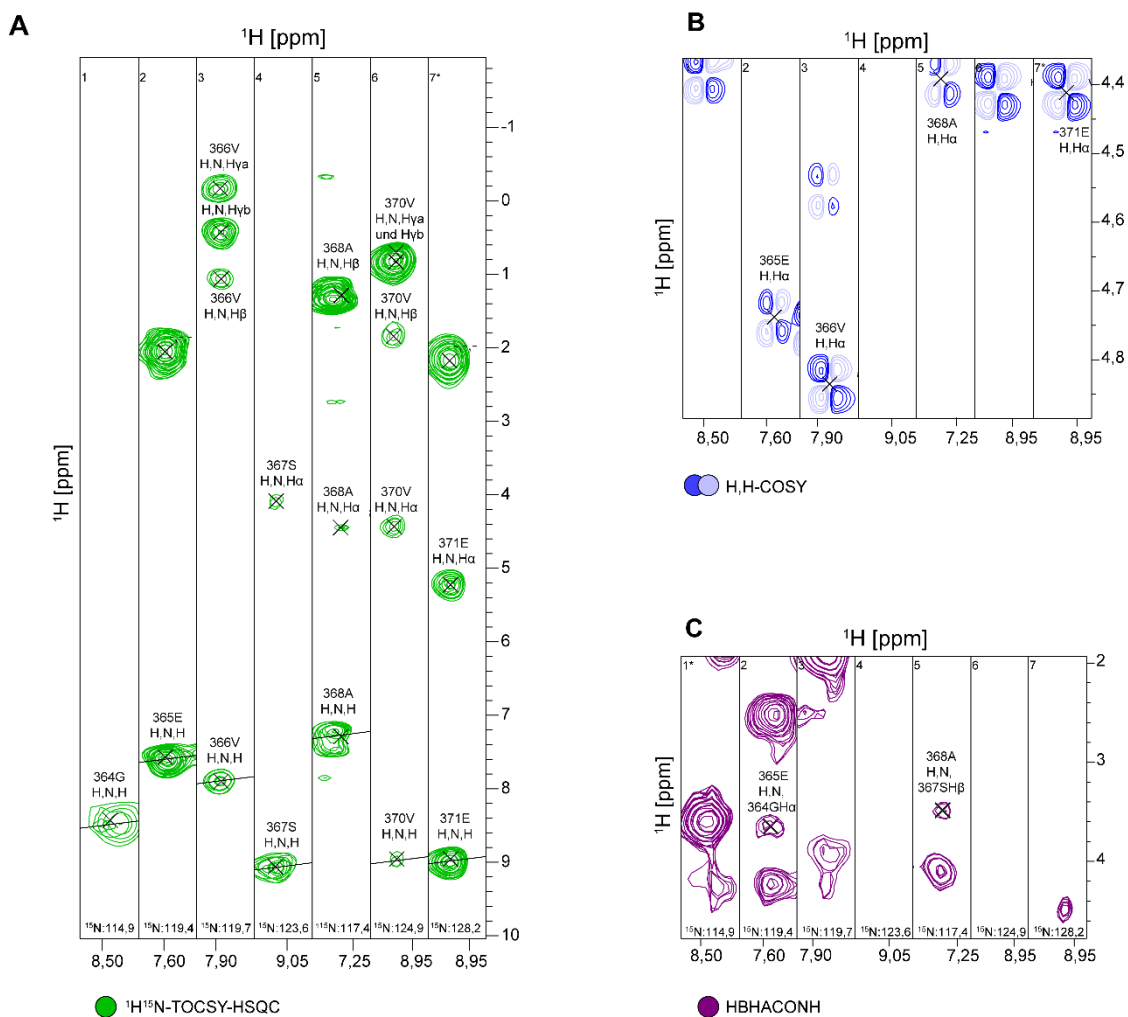 A
¹H [ppm]
1 2 3 4 5 6 7*
366V
H,N,Hγa
H,N,Hγb
366V
H,N,Hβ
368A
H,N,Hβ
370V
H,N,Hγa
und Hγb
370V
H,N,Hβ
367S
H,N,Hα
368A
H,N,Hα
370V
H,N,Hα
371E
H,N,Hα
364G
H,N,H
365E
H,N,H
366V
H,N,H
367S
H,N,H
368A
H,N,H
370V
H,N,H
371E
H,N,H
¹⁵N:114,9 ¹⁵N:119,4 ¹⁵N:119,7 ¹⁵N:123,6 ¹¹⁵N:117,4 ¹⁵N:124,9 ¹⁵N:128,2
8,50 7,60 7,90 9,05 7,25 8,95 8,95
-1
0
1
2
3
4
5
6
7
8
9
10
¹H [ppm]
¹H¹⁵N-TOCSY-HSQC
B
¹H [ppm]
2 3 4 5 6 7*
368A
H,Hα
371E
H,Hα
365E
H,Hα
366V
H,Hα
4,4
4,5
4,6
4,7
4,8
¹H [ppm]
8,50 7,60 7,90 9,05 7,25 8,95 8,95
H,H-COSY
C
¹H [ppm]
1* 2 3 4 5 6 7
365E
H,N,
364GHα
368A
H,N,
367SHβ
2
3
4
¹H [ppm]
¹⁵N:114,9 ¹⁵N:119,4 ¹⁵N:119,7 ¹⁵N:123,6 ¹⁵N:117,4 ¹⁵N:124,9 ¹⁵N:128,2
8,50 7,60 7,90 9,05 7,25 8,95 8,95
HBHACONH